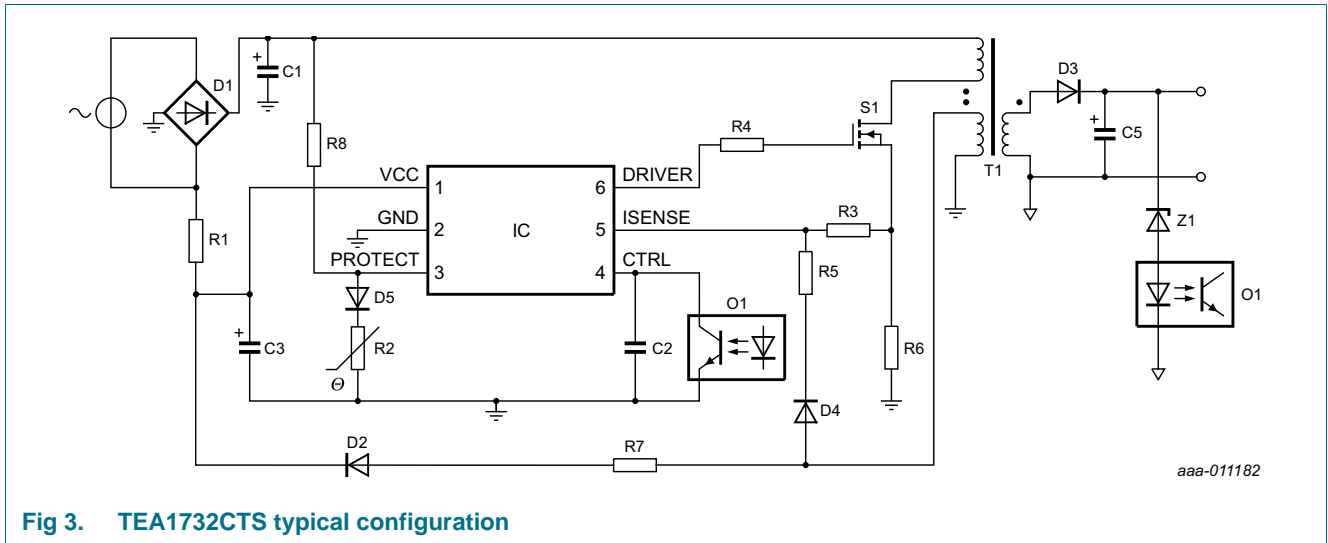 D1
+
C1
R8
S1
R4
T1
D3
+
C5
Z1
O1
R1
VCC
1
GND
2
PROTECT
3
IC
6
DRIVER
5
ISENSE
4
CTRL
R3
R5
R6
D5
R2
Θ
+
C3
C2
O1
D4
D2
R7
aaa-011182
Fig 3. TEA1732CTS typical configuration